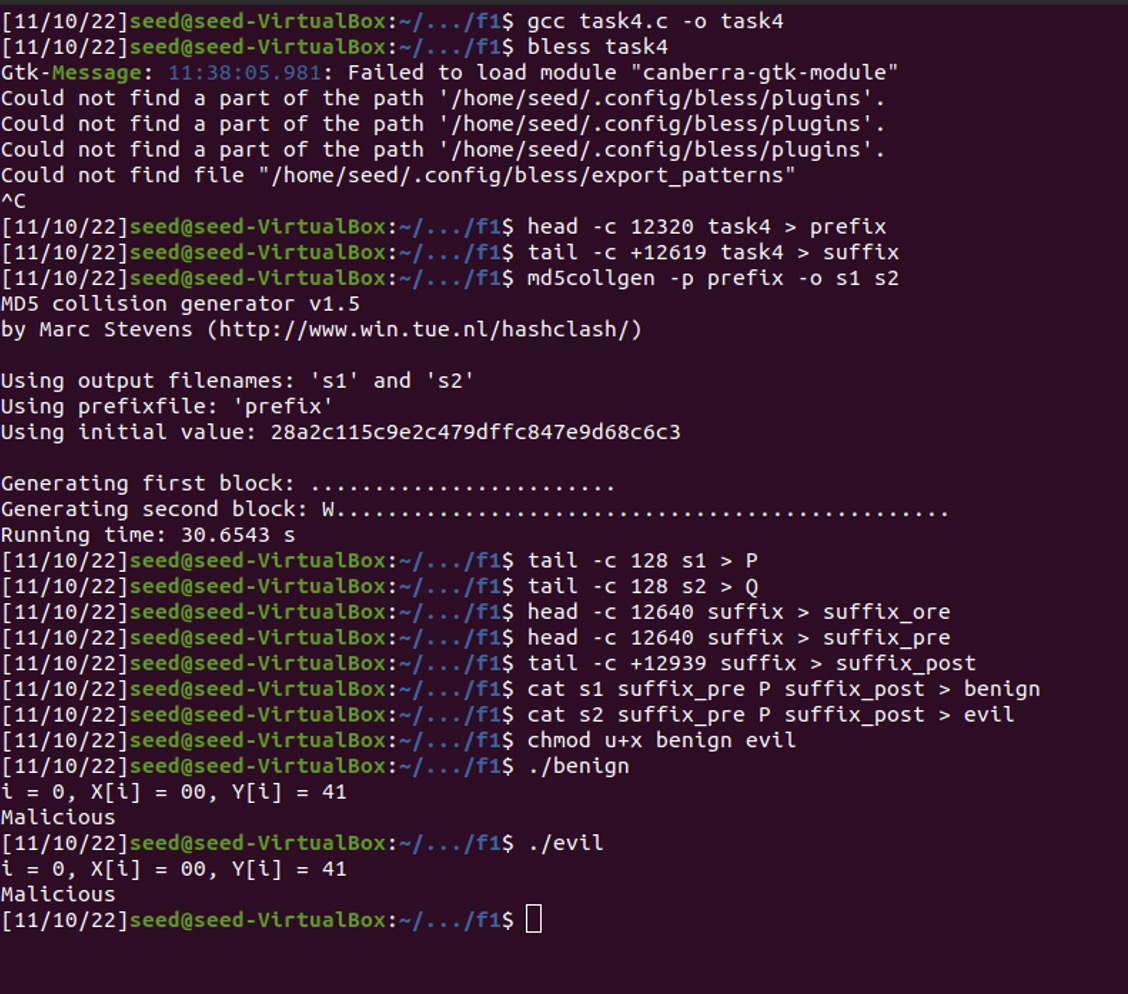 [11/10/22]seed@seed-VirtualBox:~/.../f1$ gcc task4.c -o task4
[11/10/22]seed@seed-VirtualBox:~/.../f1$ bless task4
Gtk-Message: 11:38:05.981: Failed to load module "canberra-gtk-module"
Could not find a part of the path '/home/seed/.config/bless/plugins'.
Could not find a part of the path '/home/seed/.config/bless/plugins'.
Could not find a part of the path '/home/seed/.config/bless/plugins'.
Could not find file "/home/seed/.config/bless/export_patterns"
^C
[11/10/22]seed@seed-VirtualBox:~/.../f1$ head -c 12320 task4 > prefix
[11/10/22]seed@seed-VirtualBox:~/.../f1$ tail -c +12619 task4 > suffix
[11/10/22]seed@seed-VirtualBox:~/.../f1$ md5collgen -p prefix -o s1 s2
MD5 collision generator v1.5
by Marc Stevens (http://www.win.tue.nl/hashclash/)

Using output filenames: 's1' and 's2'
Using prefixfile: 'prefix'
Using initial value: 28a2c115c9e2c479dffc847e9d68c6c3

Generating first block: ........................
Generating second block: W................................................
Running time: 30.6543 s
[11/10/22]seed@seed-VirtualBox:~/.../f1$ tail -c 128 s1 > P
[11/10/22]seed@seed-VirtualBox:~/.../f1$ tail -c 128 s2 > Q
[11/10/22]seed@seed-VirtualBox:~/.../f1$ head -c 12640 suffix > suffix_ore
[11/10/22]seed@seed-VirtualBox:~/.../f1$ head -c 12640 suffix > suffix_pre
[11/10/22]seed@seed-VirtualBox:~/.../f1$ tail -c +12939 suffix > suffix_post
[11/10/22]seed@seed-VirtualBox:~/.../f1$ cat s1 suffix_pre P suffix_post > benign
[11/10/22]seed@seed-VirtualBox:~/.../f1$ cat s2 suffix_pre P suffix_post > evil
[11/10/22]seed@seed-VirtualBox:~/.../f1$ chmod u+x benign evil
[11/10/22]seed@seed-VirtualBox:~/.../f1$ ./benign
i = 0, X[i] = 00, Y[i] = 41
Malicious
[11/10/22]seed@seed-VirtualBox:~/.../f1$ ./evil
i = 0, X[i] = 00, Y[i] = 41
Malicious
[11/10/22]seed@seed-VirtualBox:~/.../f1$